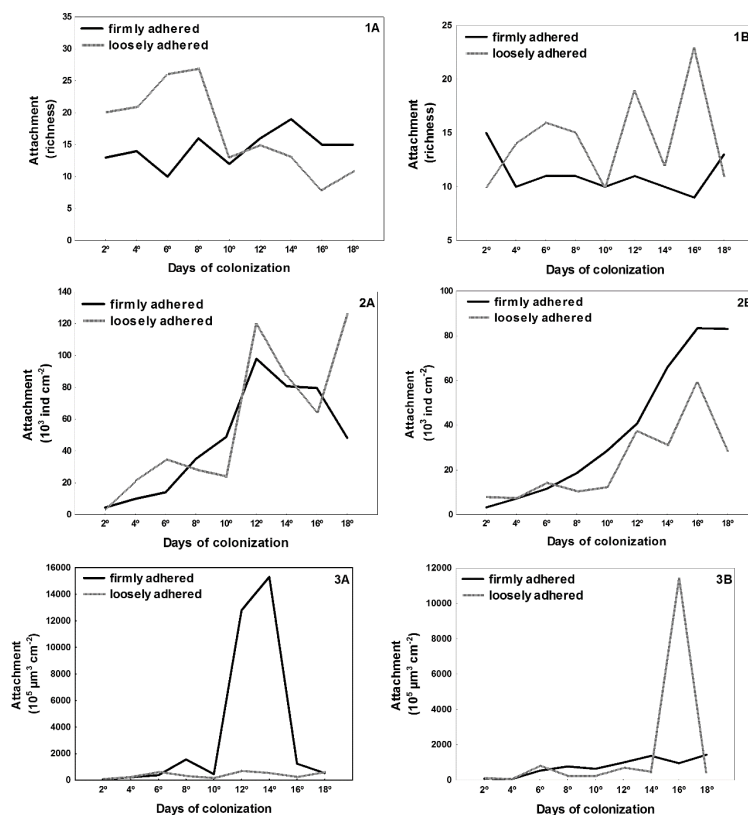 35
30
25
20
15
10
5
0
Attachment
(richness)
firmly adhered
loosely adhered
1A
2º 4º 6º 8º 10º 12º 14º 16º 18º
Days of colonization
25
20
15
10
5
Attachment
(richness)
firmly adhered
loosely adhered
1B
2º 4º 6º 8º 10º 12º 14º 16º 18º
Days of colonization
140
120
100
80
60
40
20
0
Attachment
(10³ ind cm⁻²)
firmly adhered
loosely adhered
2A
2º 4º 6º 8º 10º 12º 14º 16º 18º
Days of colonization
100
80
60
40
20
0
Attachment
(10³ ind cm⁻²)
firmly adhered
loosely adhered
2B
2º 4º 6º 8º 10º 12º 14º 16º 18º
Days of colonization
16000
14000
12000
10000
8000
6000
4000
2000
0
Attachment
(10⁵ µm³ cm⁻²)
firmly adhered
loosely adhered
3A
2º 4º 6º 8º 10º 12º 14º 16º 18º
Days of colonization
12000
10000
8000
6000
4000
2000
0
Attachment
(10⁵ µm³ cm⁻²)
firmly adhered
loosely adhered
3B
2º 4º 6º 8º 10º 12º 14º 16º 18º
Days of colonization